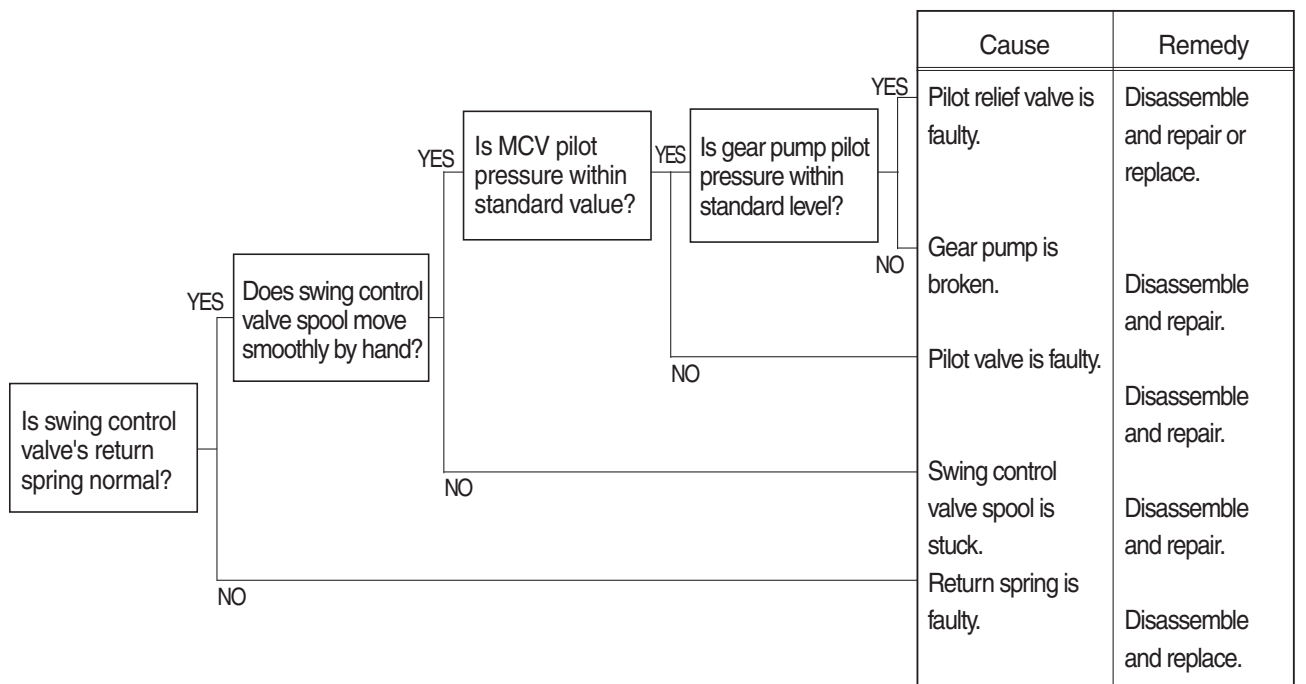 Cause
Remedy
YES
Pilot relief valve is
faulty.
Disassemble
and repair or
replace.
YES
Is MCV pilot
pressure within
standard value?
YES
Is gear pump pilot
pressure within
standard level?
NO
Gear pump is
broken.
Disassemble
and repair.
YES
Does swing control
valve spool move
smoothly by hand?
NO
Pilot valve is faulty.
Disassemble
and repair.
Is swing control
valve's return
spring normal?
NO
Swing control
valve spool is
stuck.
Disassemble
and repair.
NO
Return spring is
faulty.
Disassemble
and replace.